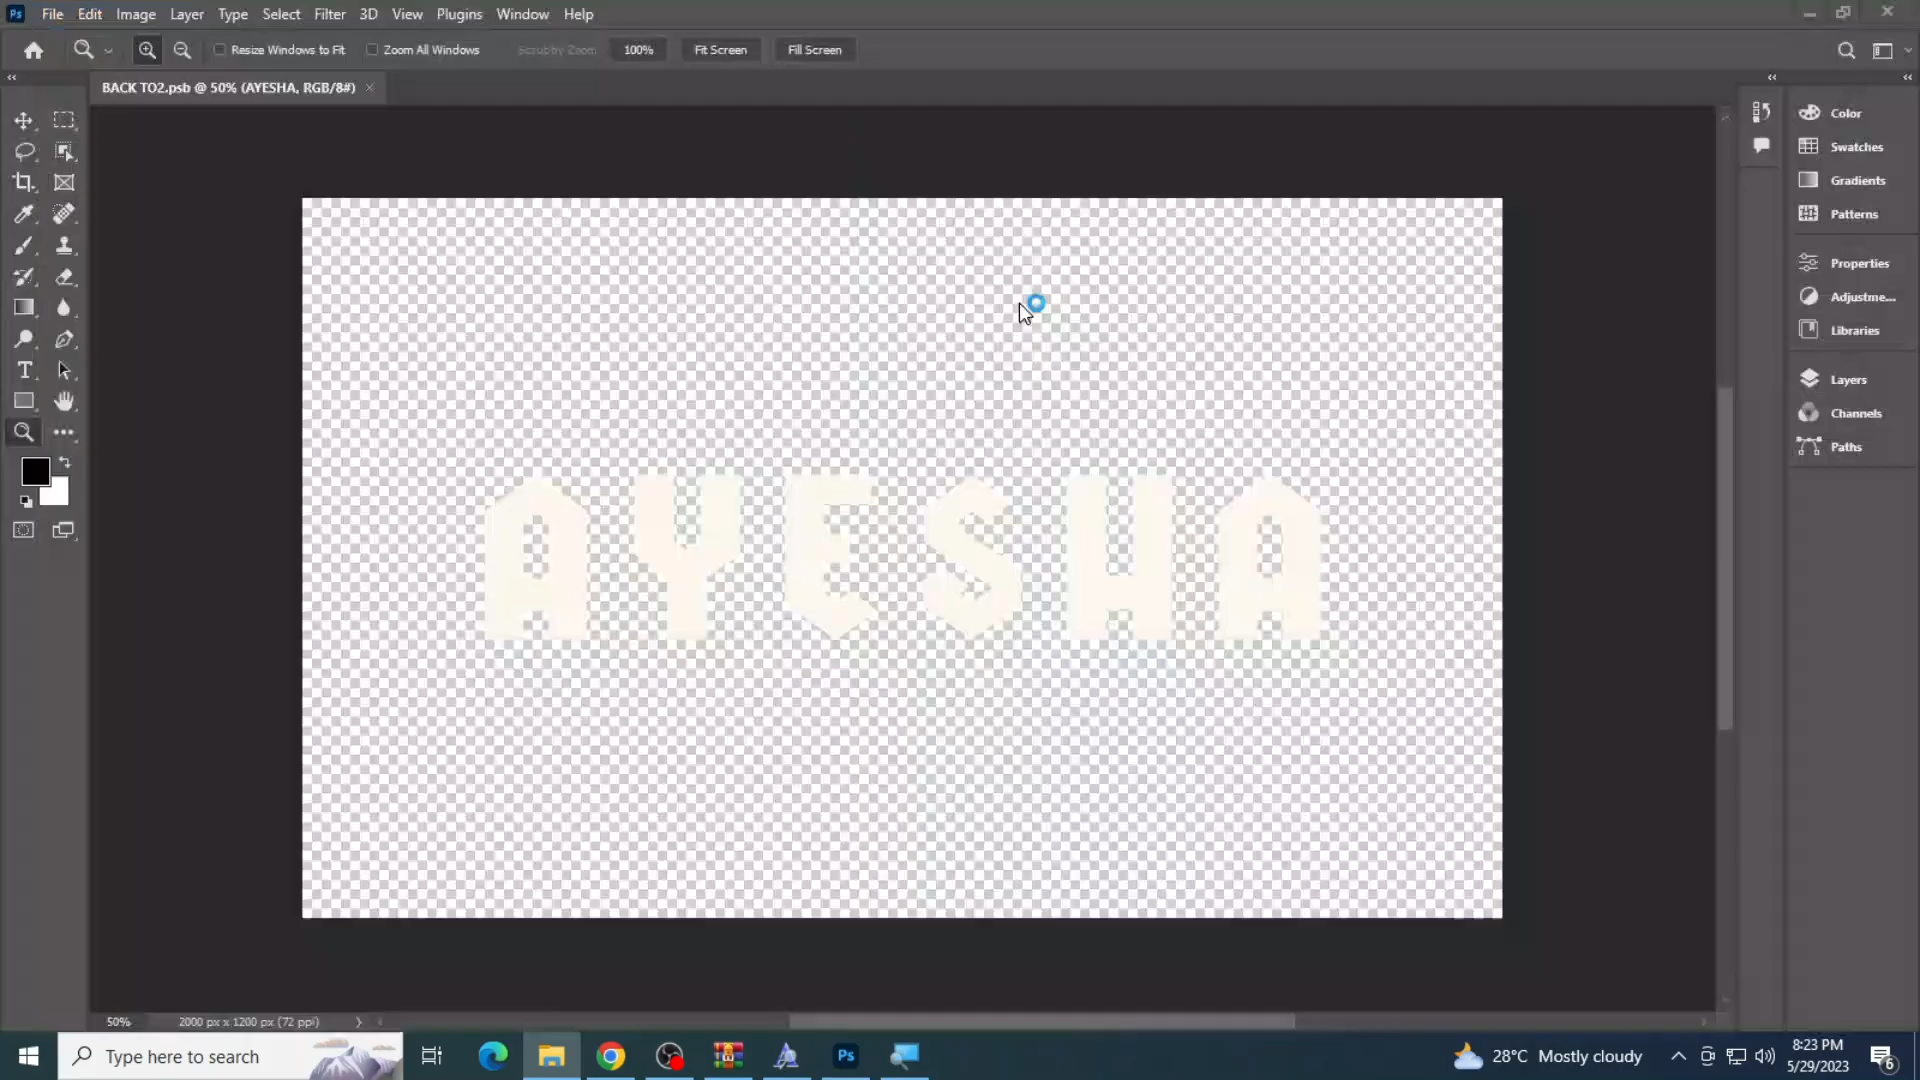 Ps File Edit Image Layer Type Select Filter 3D View Plugins Window Help
Resize Windows to Fit Zoom All Windows Scrubby Zoom 100% Fit Screen Fill Screen
BACK TO2.psb @ 50% (AYESHA, RGB/8#) ×
Color
Swatches
Gradients
Patterns
Properties
Adjustme...
Libraries
Layers
Channels
Paths
T
AYESHA
50% 2000 px x 1200 px (72 ppi)
Type here to search
Ps
28°C Mostly cloudy
8:23 PM
5/29/2023
6